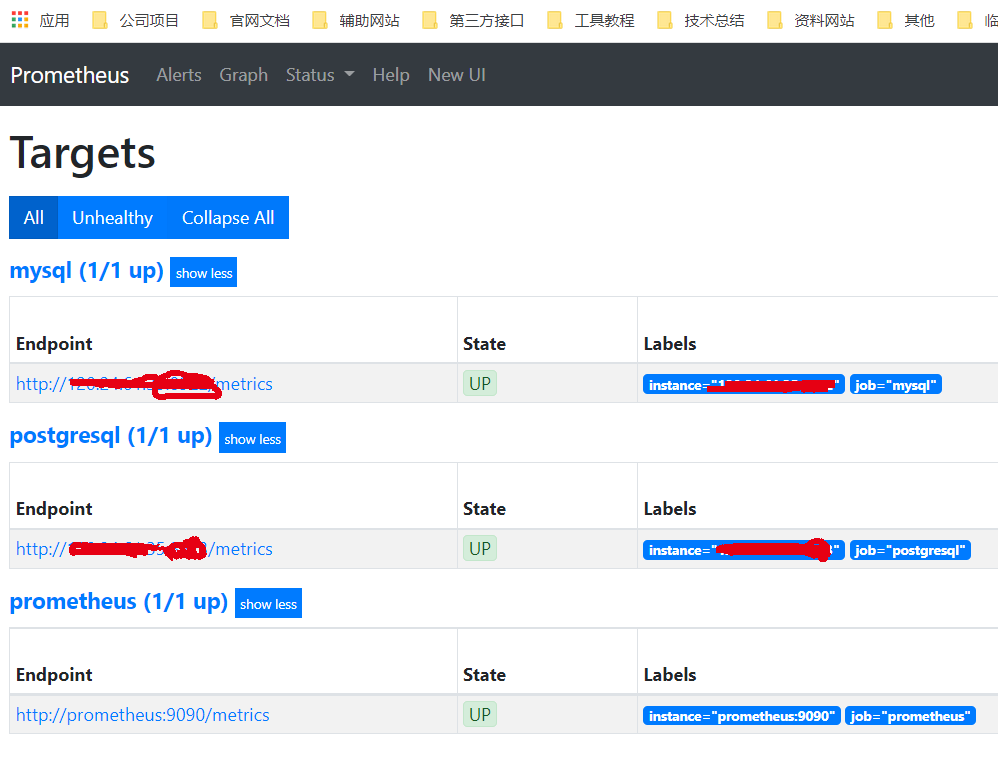 应用 公司项目 官网文档 辅助网站 第三方接口 工具教程 技术总结 资料网站 其他 临
Prometheus Alerts Graph Status Help New UI
Targets
All Unhealthy Collapse All
mysql (1/1 up) show less
Endpoint State Labels
http:// /metrics UP instance=" " job="mysql"
postgresql (1/1 up) show less
Endpoint State Labels
http:// /metrics UP instance=" " job="postgresql"
prometheus (1/1 up) show less
Endpoint State Labels
http://prometheus:9090/metrics UP instance="prometheus:9090" job="prometheus"